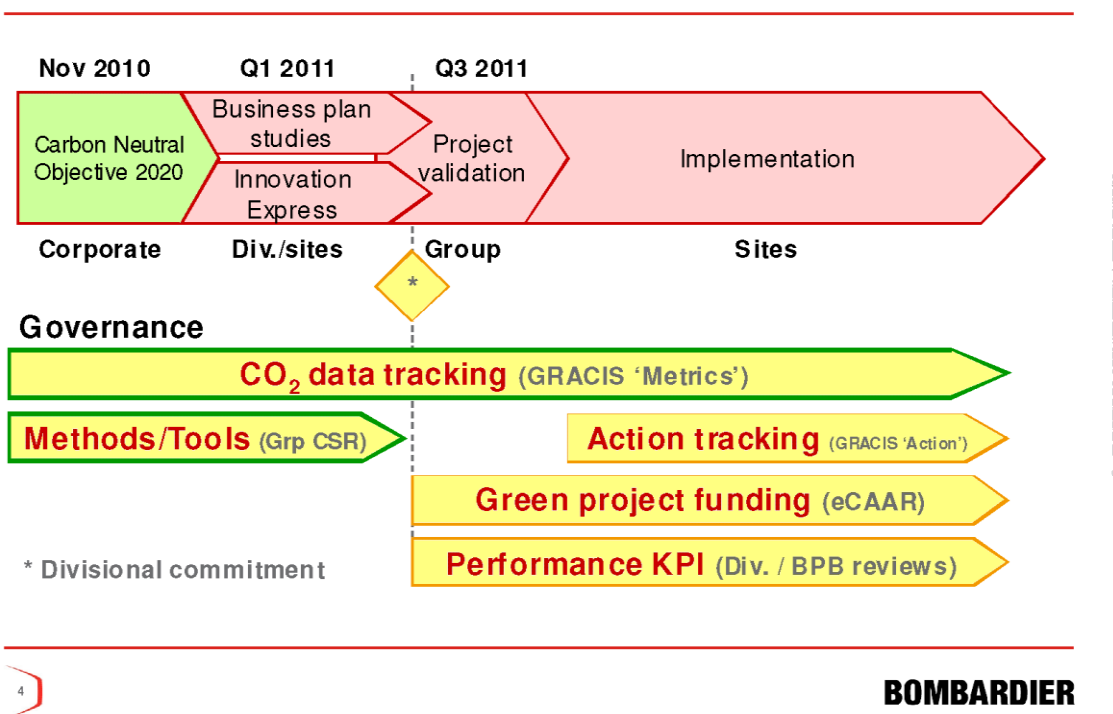 Nov 2010 Q1 2011 Q3 2011
Carbon Neutral
Objective 2020
Business plan
studies
Innovation
Express
Project
validation
Implementation
Corporate Div./sites Group Sites
*
Governance
CO2 data tracking (GRACIS ‘Metrics’)
Methods/Tools (Grp CSR)
Action tracking (GRACIS ‘Action’)
Green project funding (eCAAR)
Performance KPI (Div. / BPB reviews)
* Divisional commitment
4
BOMBARDIER